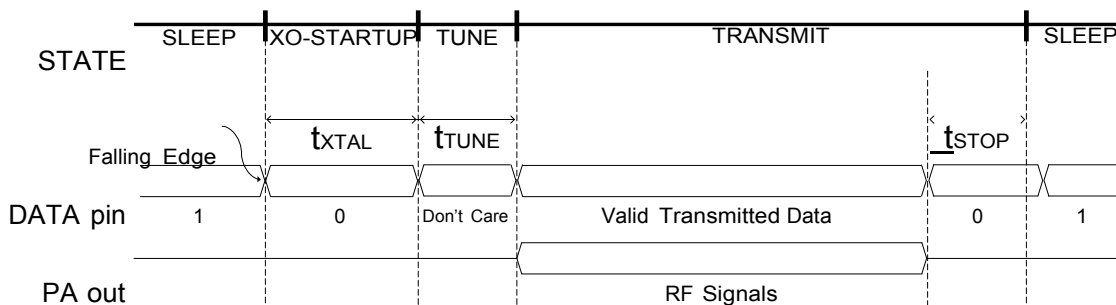 SLEEP XO-STARTUP TUNE TRANSMIT SLEEP
STATE
tXTAL tTUNE tSTOP
Falling Edge
DATA pin 1 0 Don't Care Valid Transmitted Data 0 1
PA out RF Signals